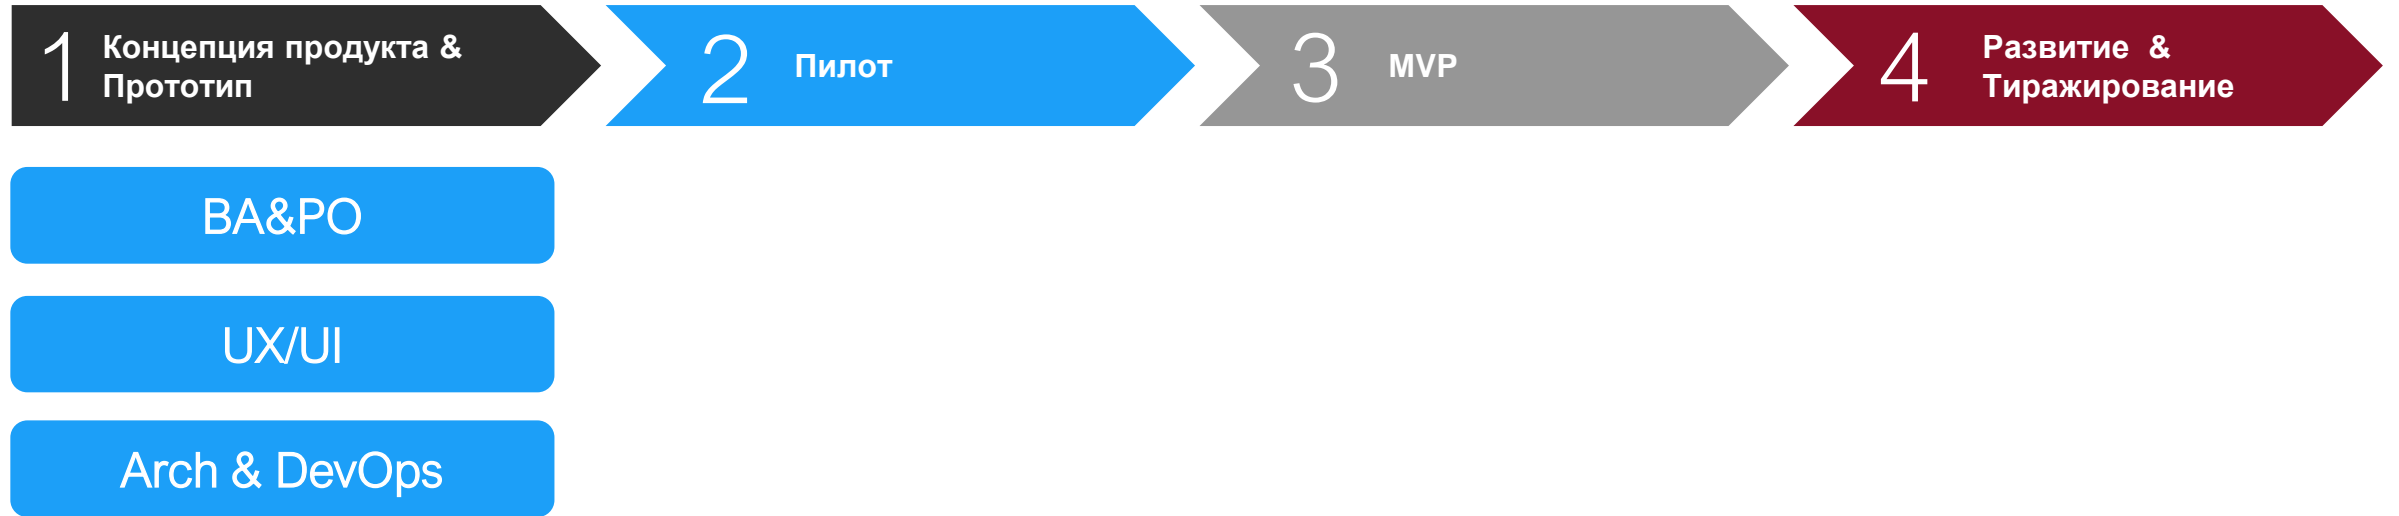 1
Концепция продукта &
Прототип
2
Пилот
3
MVP
4
Развитие &
Тиражирование
BA&PO
UX/UI
Arch & DevOps